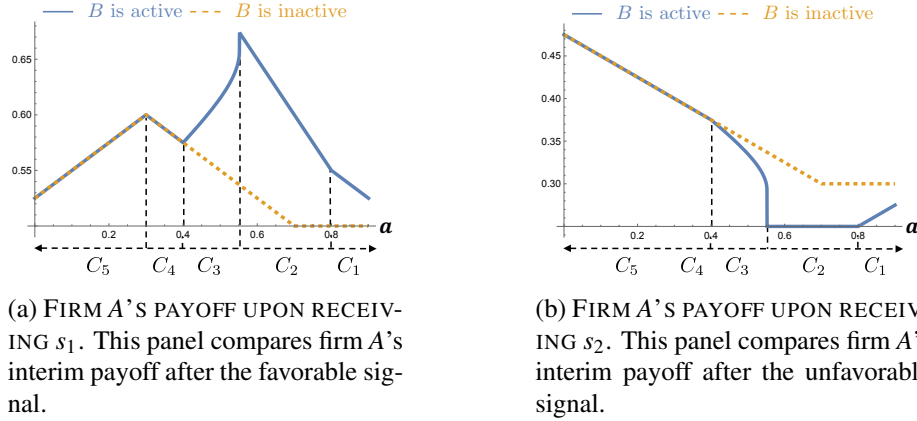 B is active B is inactive
0.65
0.60
0.55
0.2 0.4 0.6 0.8 a
C5 C4 C3 C2 C1
(a) FIRM A'S PAYOFF UPON RECEIV-
ING s1. This panel compares firm A's
interim payoff after the favorable sig-
nal.
B is active B is inactive
0.45
0.40
0.35
0.30
0.2 0.4 0.6 0.8 a
C5 C4 C3 C2 C1
(b) FIRM A'S PAYOFF UPON RECEIV
ING s2. This panel compares firm A'
interim payoff after the unfavorabl
signal.